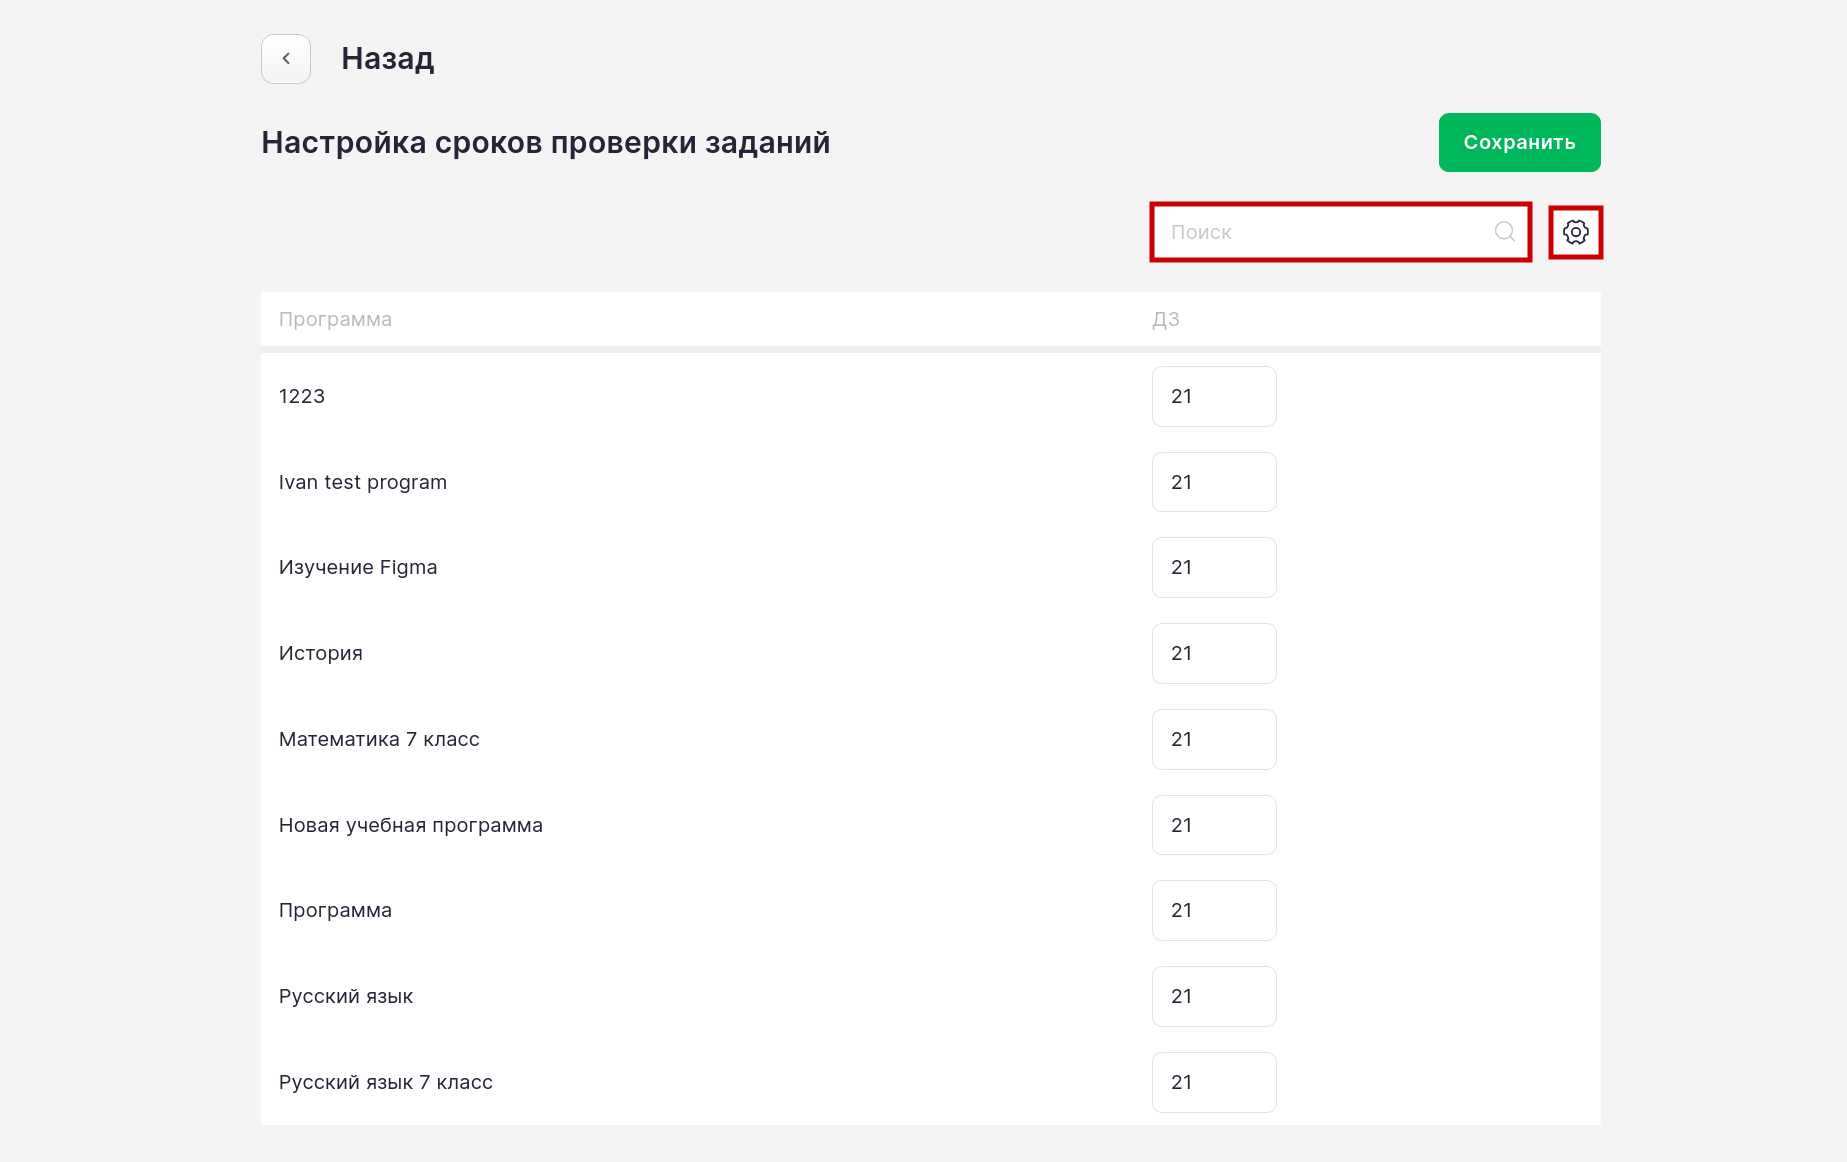 Назад
Настройка сроков проверки заданий
Сохранить
Поиск
Программа ДЗ
1223 21
Ivan test program 21
Изучение Figma 21
История 21
Математика 7 класс 21
Новая учебная программа 21
Программа 21
Русский язык 21
Русский язык 7 класс 21